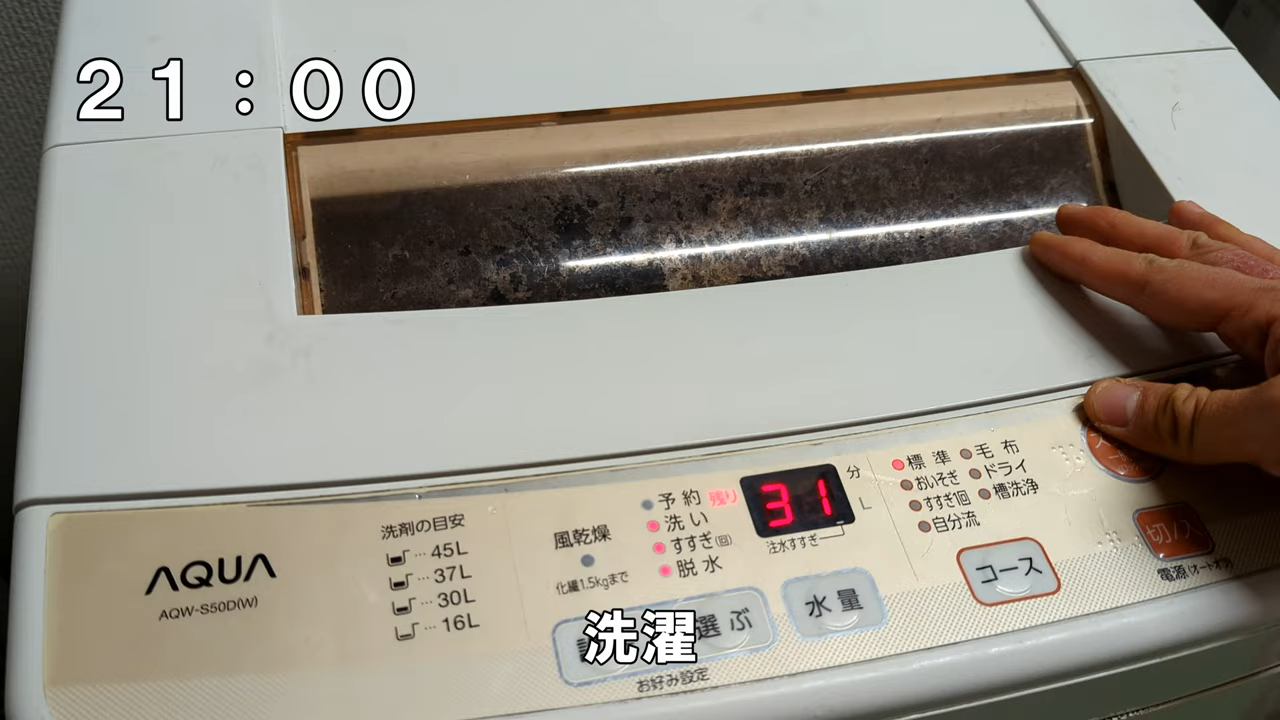 21:00
AQUA
AQW-S50D(W)
洗剤の目安
45L
37L
30L
16L
風乾燥
化繊1.5kgまで
予約
残り
洗い
すすぎ(回)
脱水
31
分
L
注水すすぎ
標準
毛布
おいそぎ
ドライ
すすぎ1回
槽洗浄
自分流
選ぶ
お好み設定
水量
コース
切/入
電源(オートオフ)
洗濯